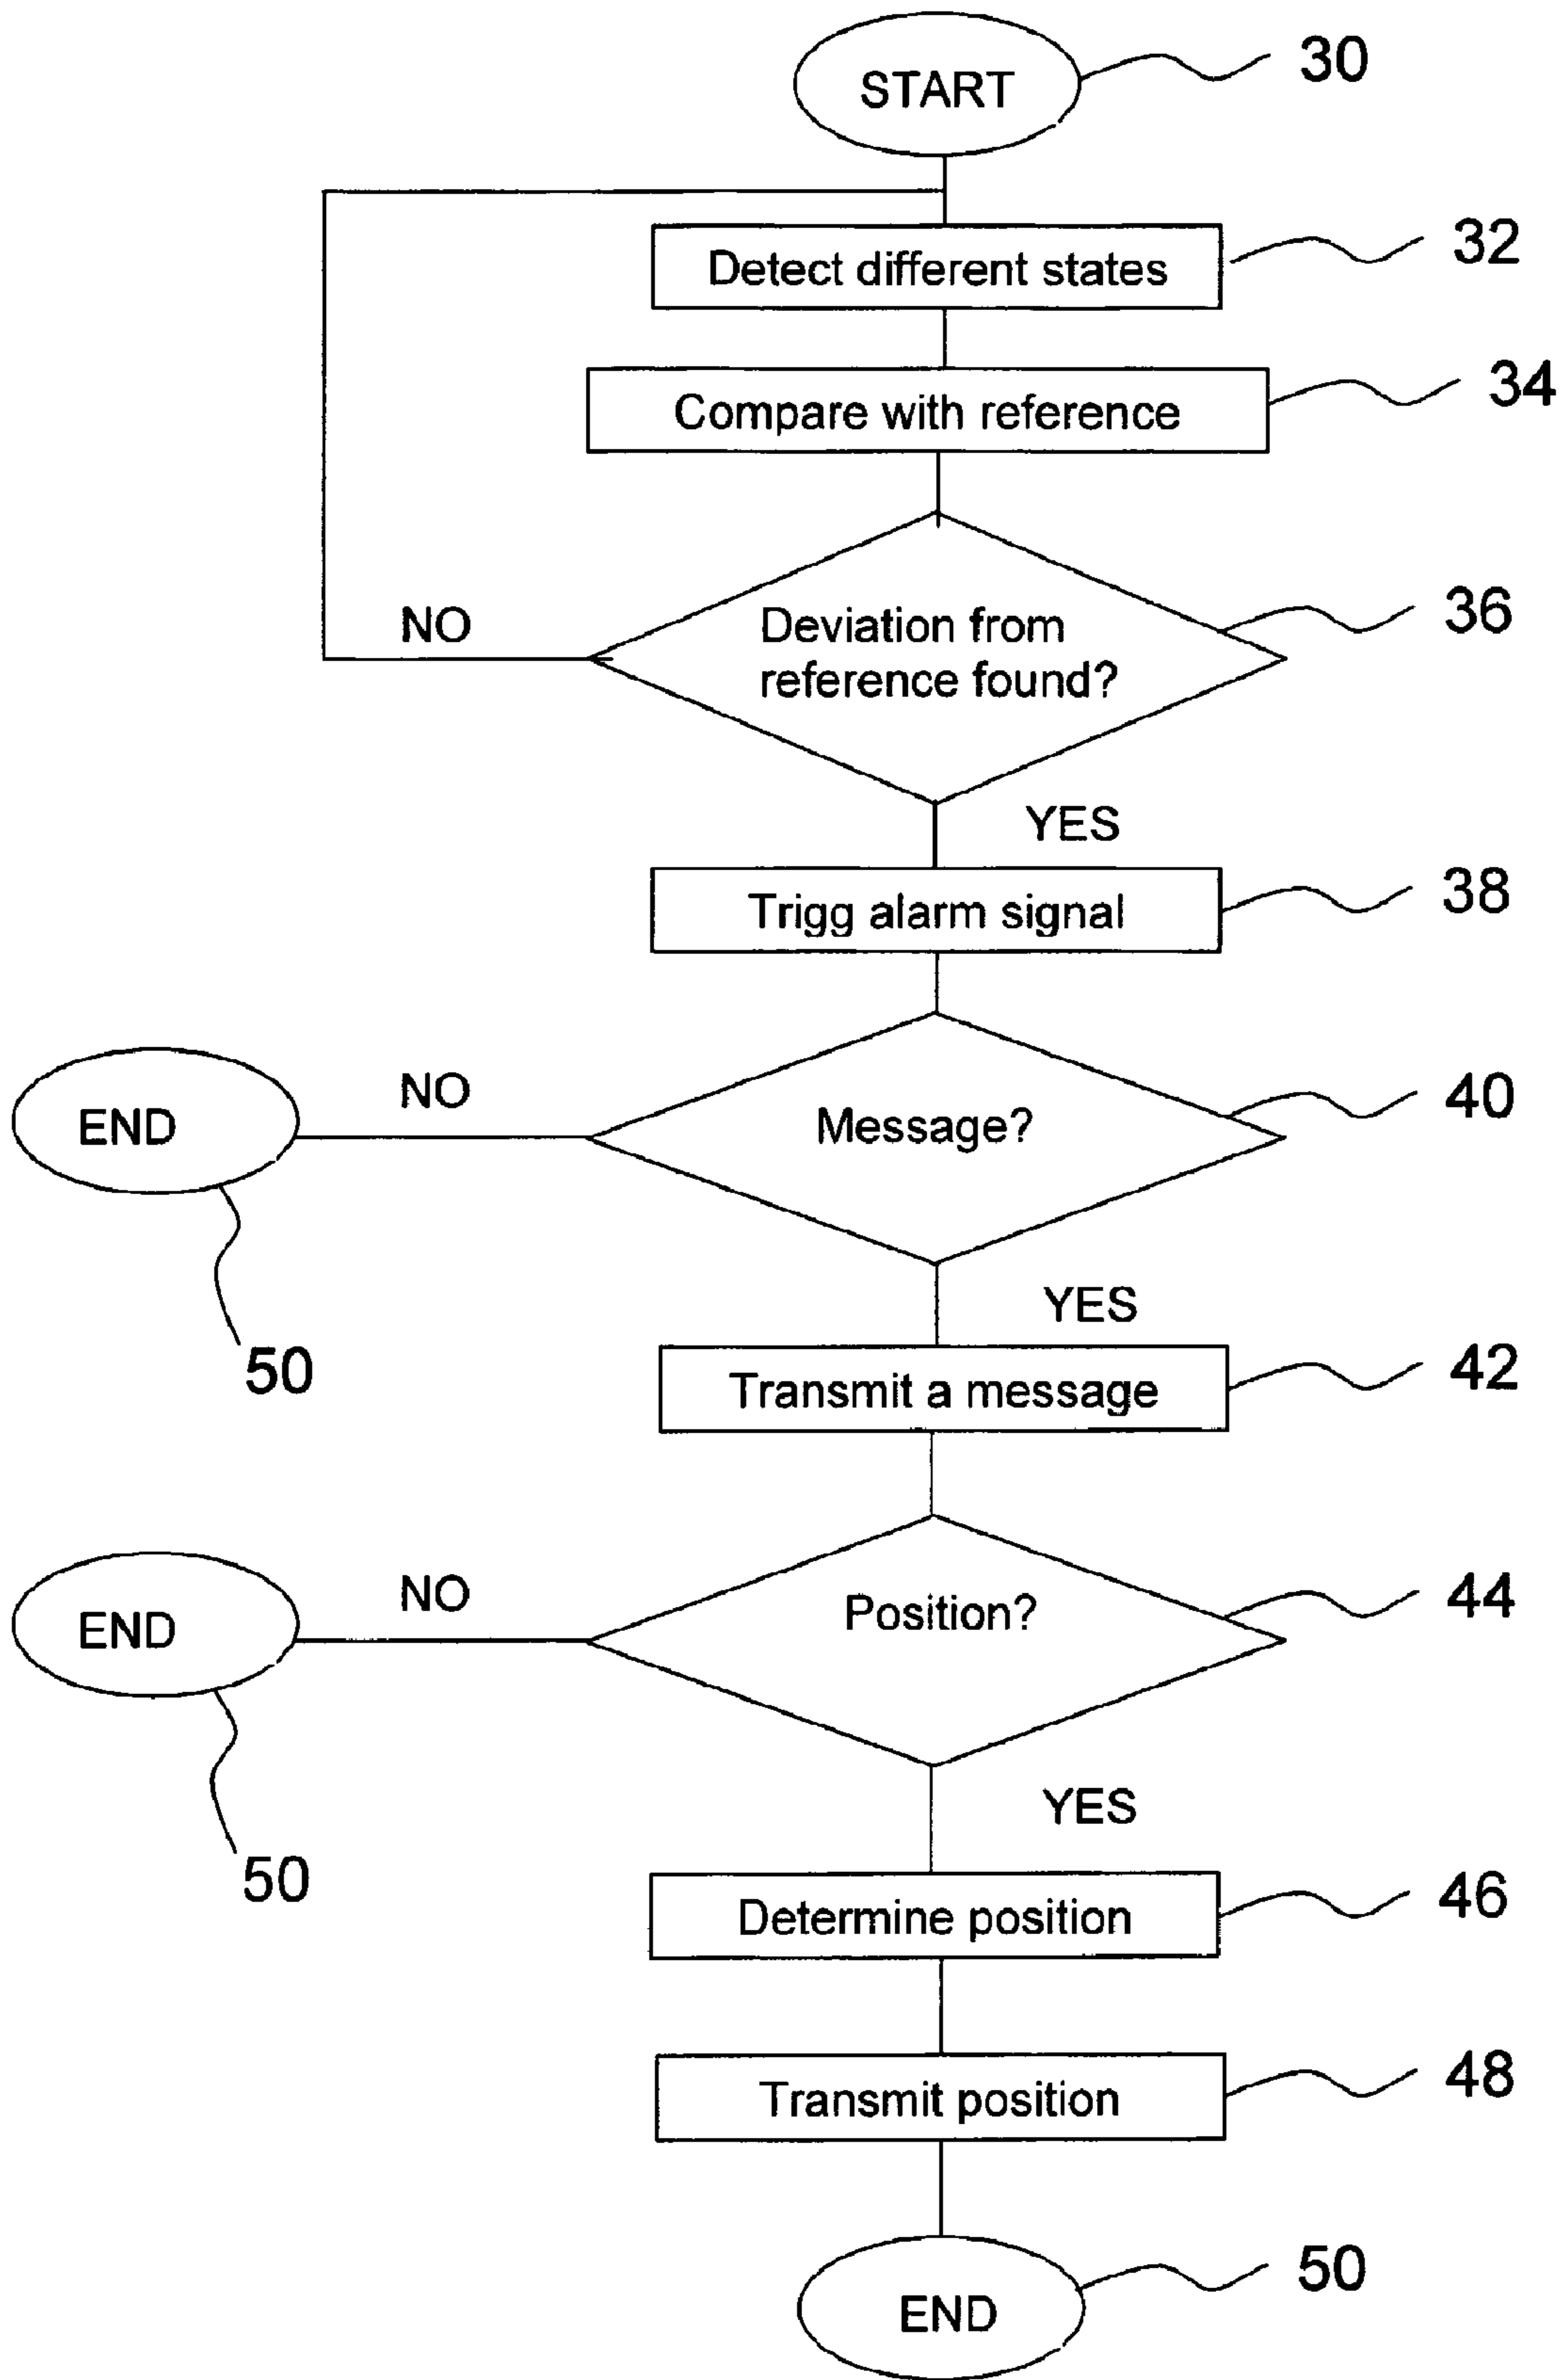 START
30
Detect different states
32
Compare with reference
34
Deviation from
reference found?
36
NO
YES
Trigg alarm signal
38
Message?
40
NO
END
50
YES
Transmit a message
42
Position?
44
NO
END
50
YES
Determine position
46
Transmit position
48
END
50